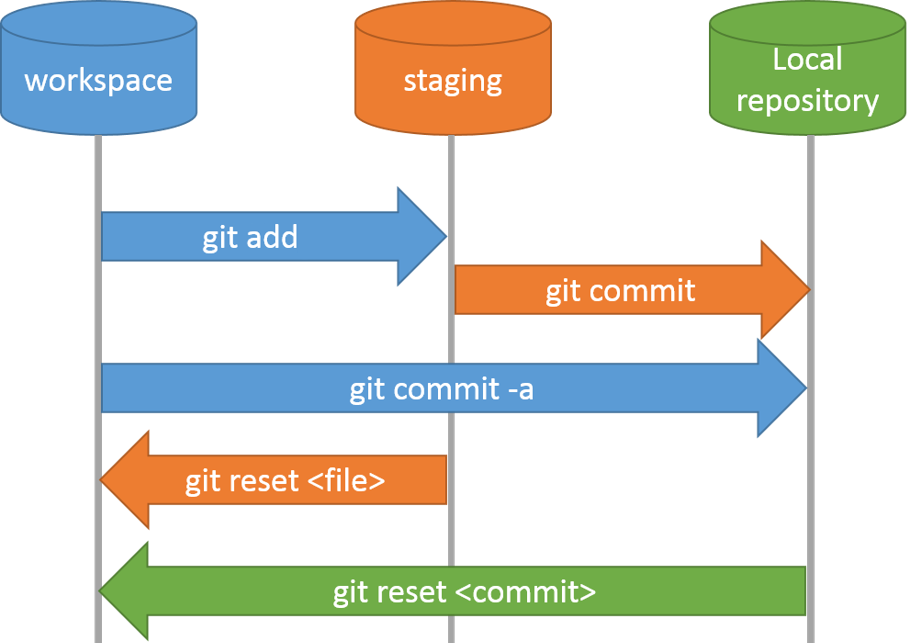 workspace
staging
Local
repository
git add
git commit
git commit -a
git reset <file>
git reset <commit>